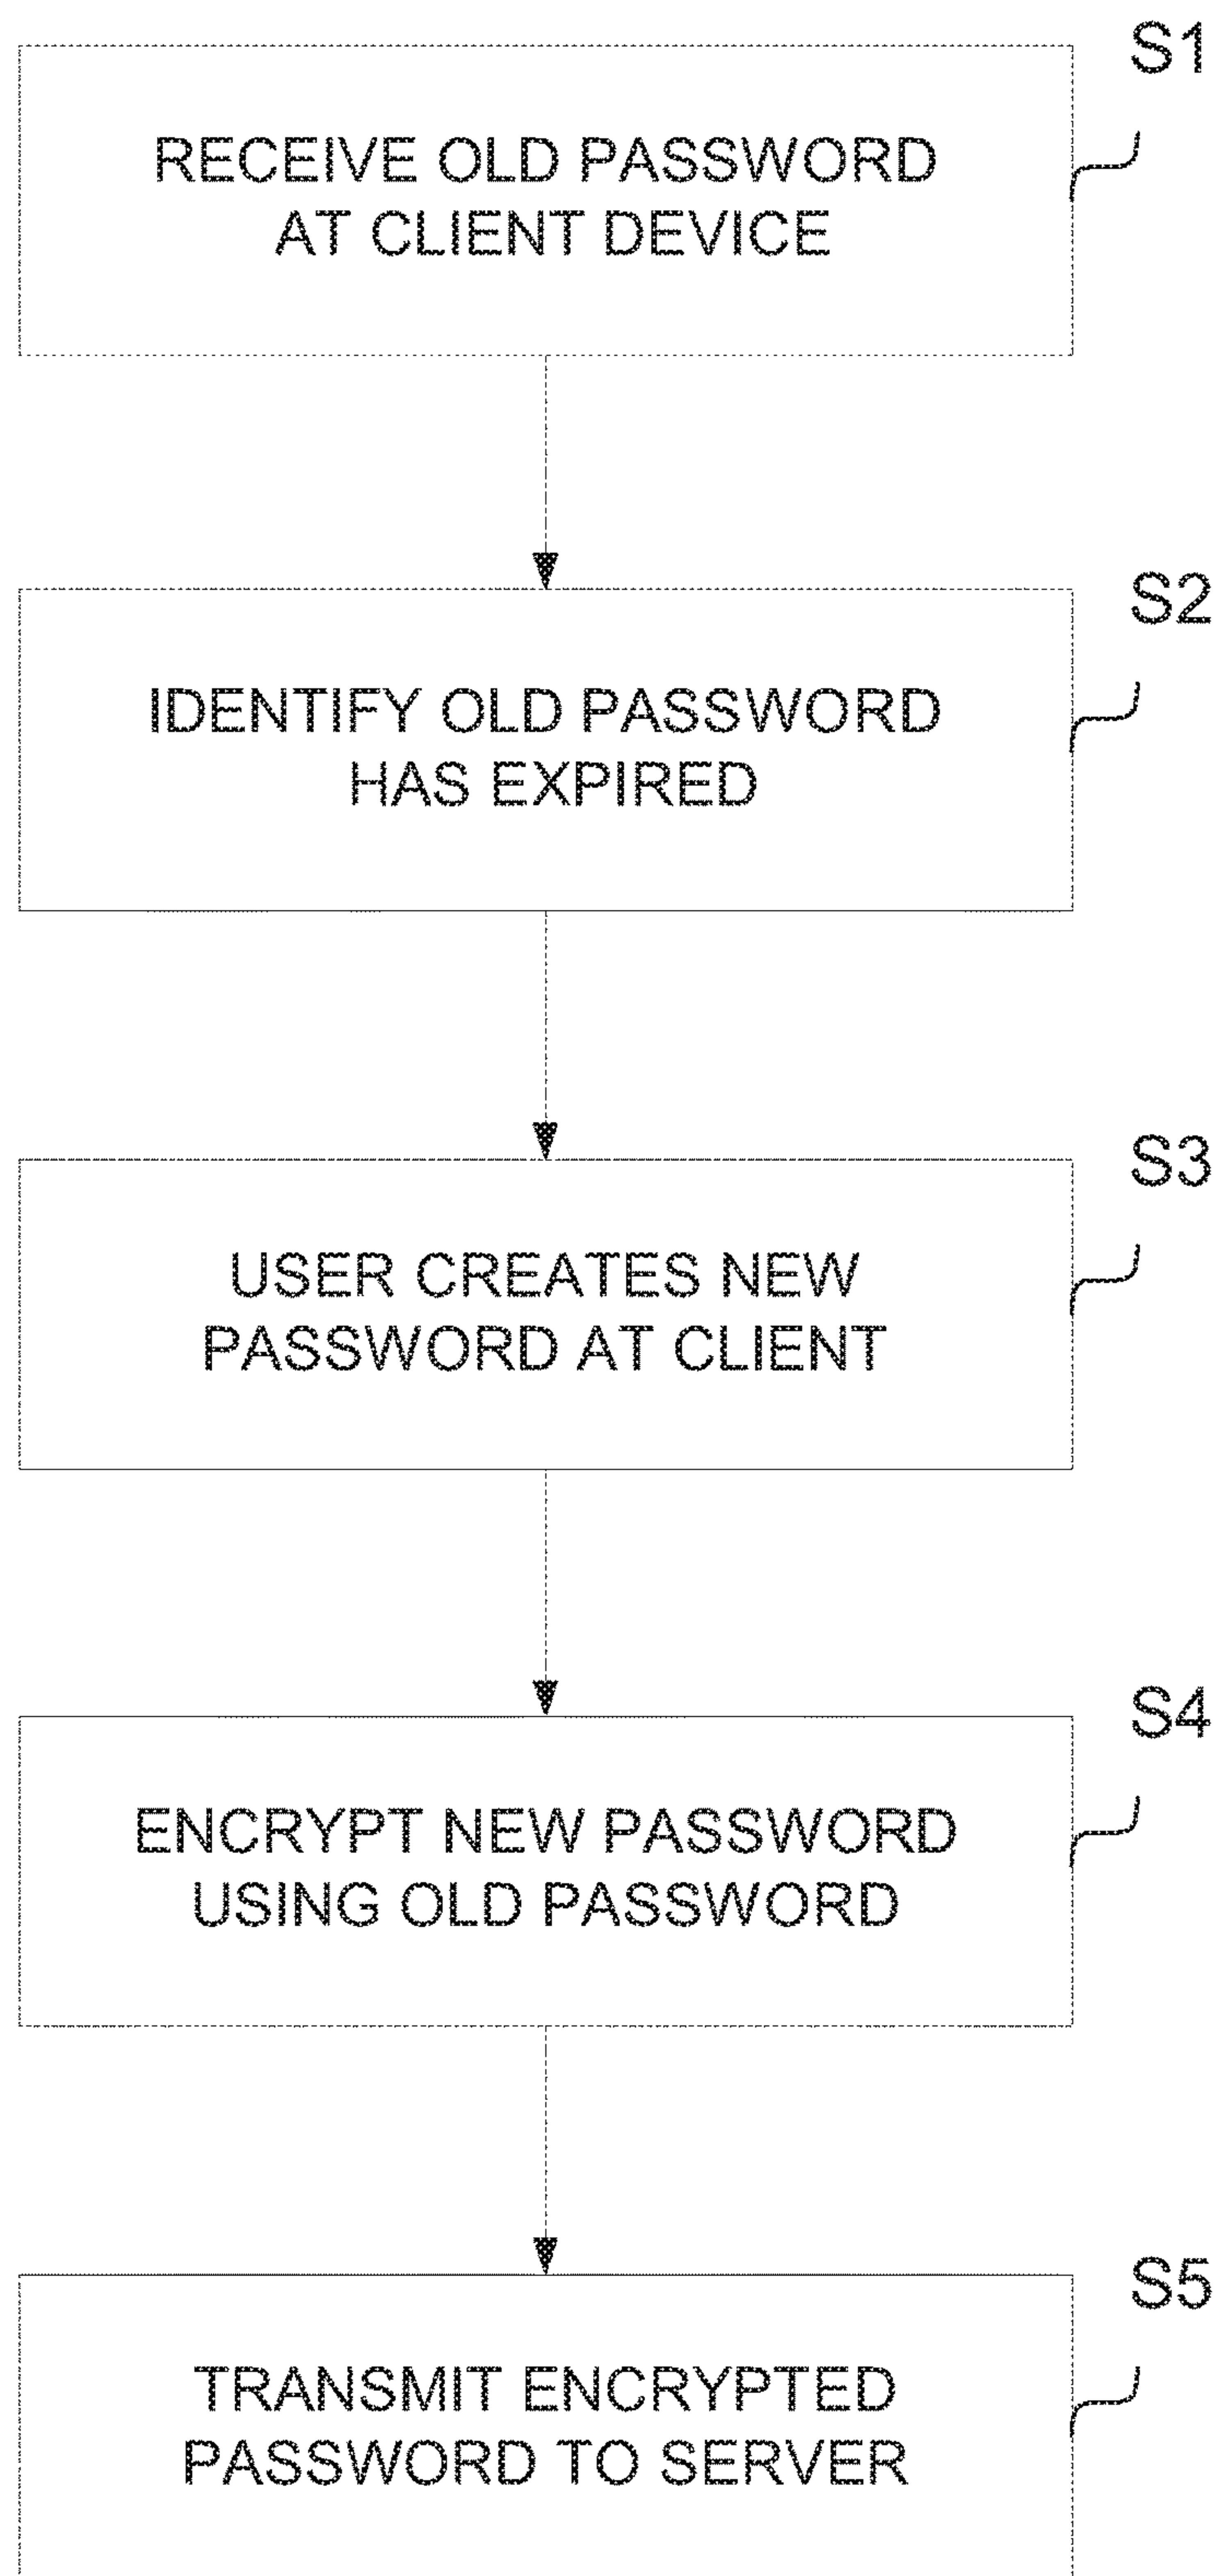 S1
RECEIVE OLD PASSWORD
AT CLIENT DEVICE
S2
IDENTIFY OLD PASSWORD
HAS EXPIRED
S3
USER CREATES NEW
PASSWORD AT CLIENT
S4
ENCRYPT NEW PASSWORD
USING OLD PASSWORD
S5
TRANSMIT ENCRYPTED
PASSWORD TO SERVER